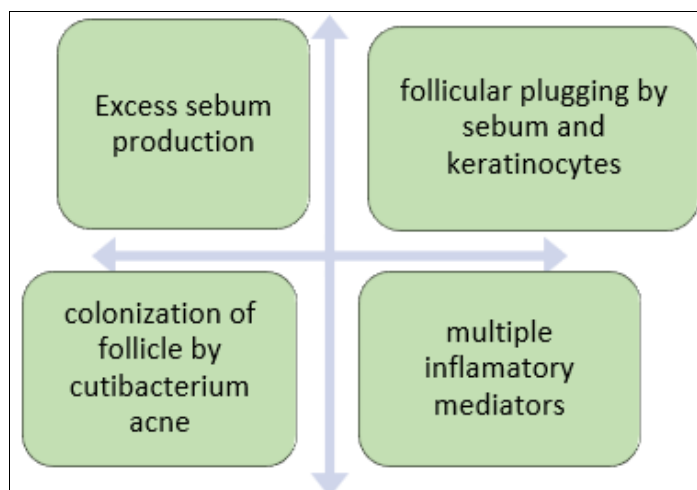 Excess sebum
production
follicular plugging by
sebum and
keratinocytes
colonization of
follicle by
cutibacterium
acne
multiple
inflamatory
mediators